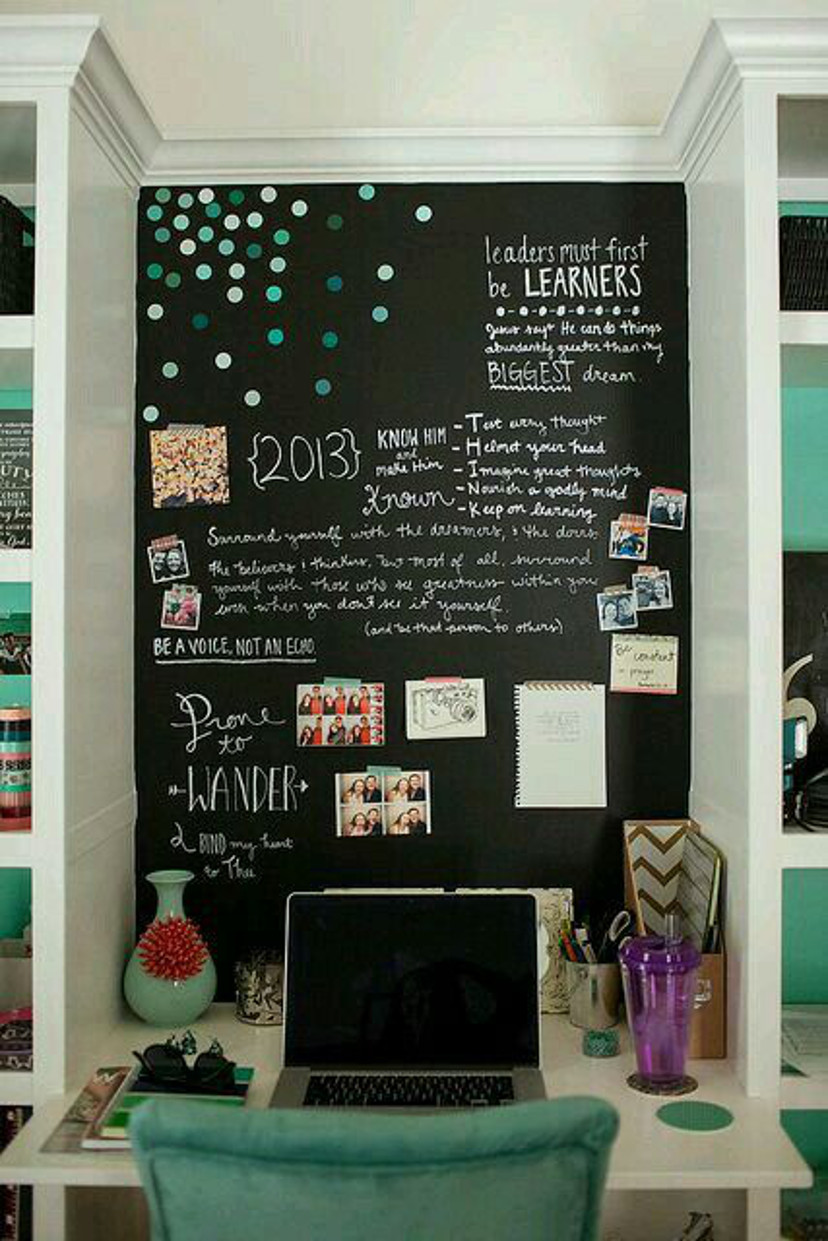 leaders must first
be LEARNERS
Jesus says He can do things
abundantly greater than my
BIGGEST dream.
{2013}
KNOW HIM
and
make Him
Known
- Test every thought
- Helmet your head
- Imagine great thoughts
- Nourish a godly mind
- Keep on learning
Surround yourself with the dreamers, & the doers,
the believers & thinkers, but most of all, surround
yourself with those who see greatness within you
even when you don't see it yourself.
(and be that person to others)
BE A VOICE, NOT AN ECHO.
Be constant
prayer
Prone
to
WANDER
BIND my heart
to Thee